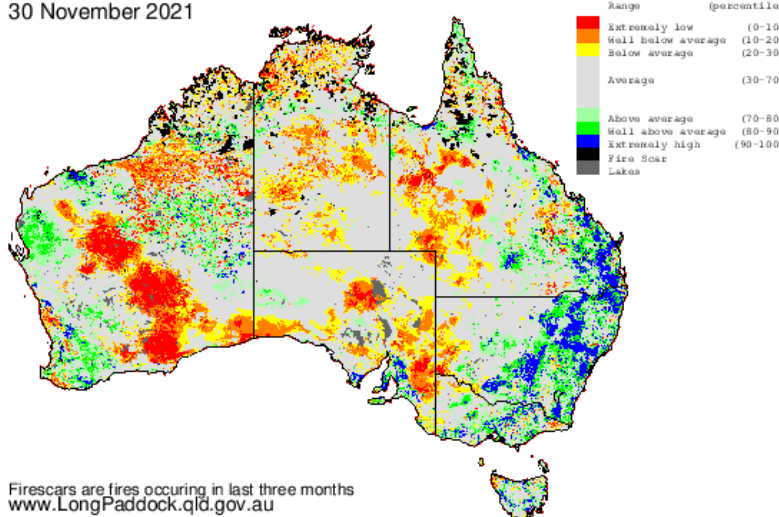 30 November 2021
Range (percentile
Extremely low (0-10
Well below average (10-20
Below average (20-30
Average (30-70
Above average (70-80
Well above average (80-90
Extremely high (90-100
Fire Scar
Lakes
Firescars are fires occuring in last three months
www.LongPaddock.qld.gov.au